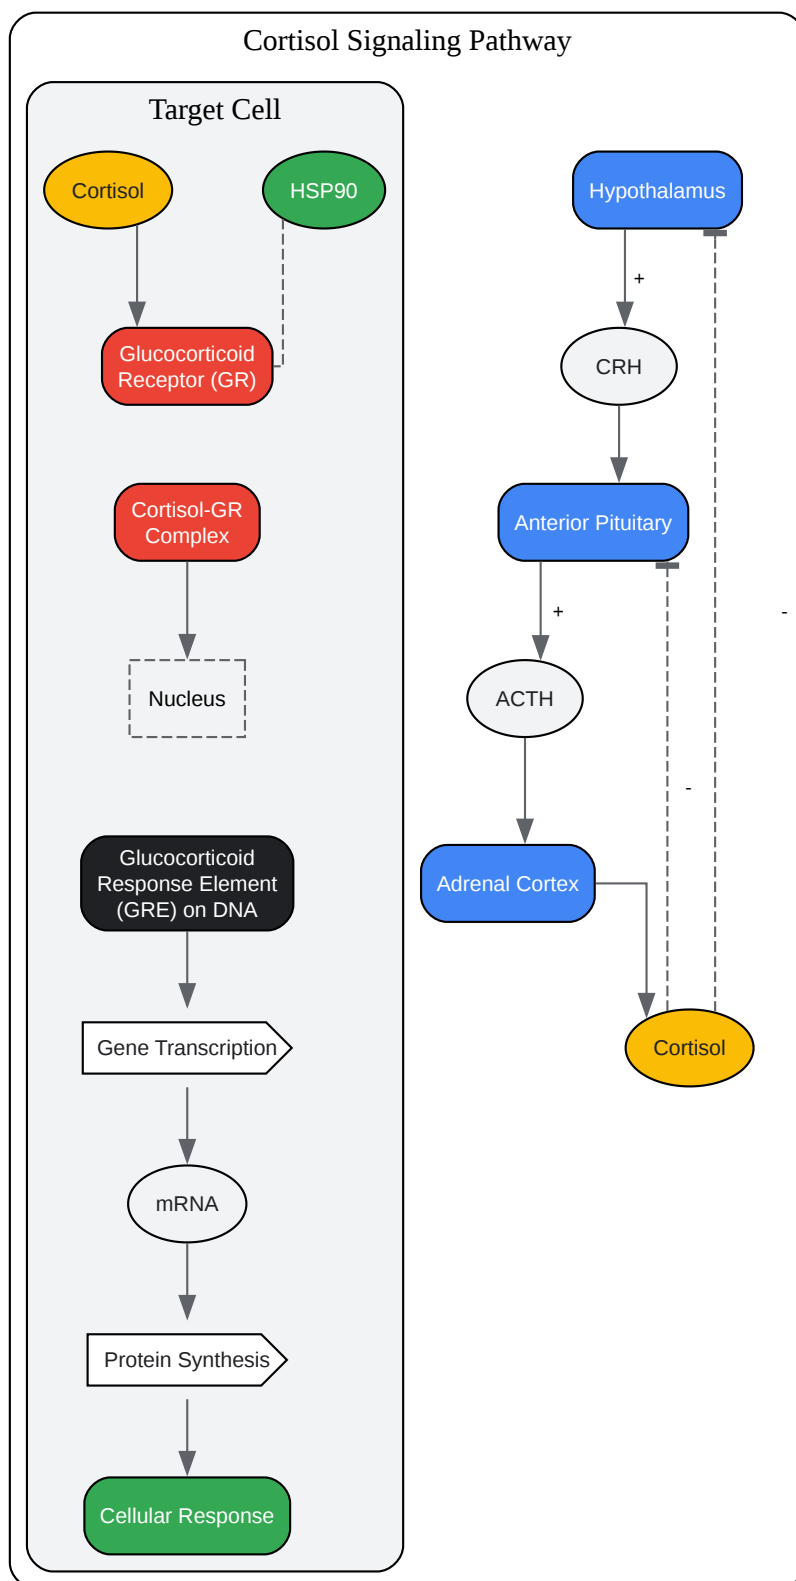 Cortisol Signaling Pathway
Target Cell
Cortisol
HSP90
Glucocorticoid
Receptor (GR)
Cortisol-GR
Complex
Nucleus
Glucocorticoid
Response Element
(GRE) on DNA
Gene Transcription
mRNA
Protein Synthesis
Cellular Response
Hypothalamus
+
CRH
Anterior Pituitary
+
-
ACTH
-
Adrenal Cortex
Cortisol